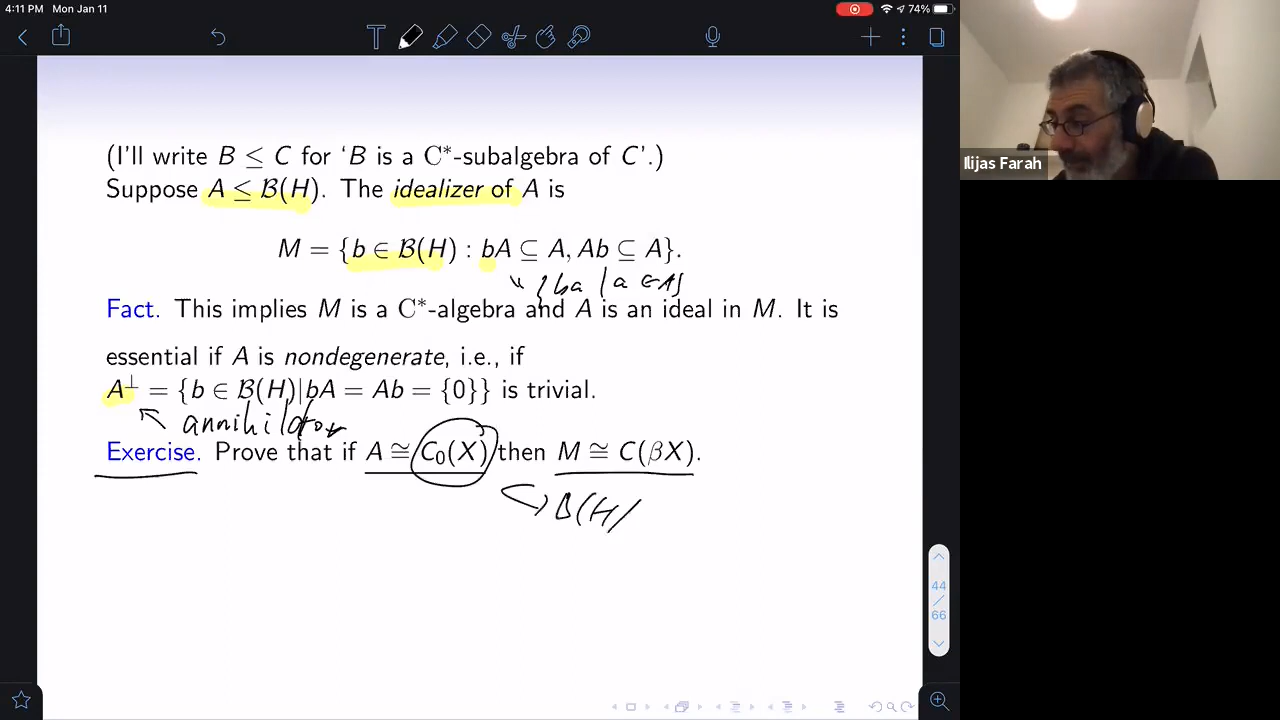 4:11 PM Mon Jan 11
74%
(I'll write B ≤ C for 'B is a C*-subalgebra of C'.)
Suppose A ≤ B(H). The idealizer of A is
M = {b ∈ B(H) : bA ⊆ A, Ab ⊆ A}.
{ba | a ∈ A}
Fact. This implies M is a C*-algebra and A is an ideal in M. It is
essential if A is nondegenerate, i.e., if
A⊥ = {b ∈ B(H)|bA = Ab = {0}} is trivial.
annihilator
Exercise. Prove that if A ≅ C₀(X) then M ≅ C(βX).
B(H)
44
/
66
Ilijas Farah